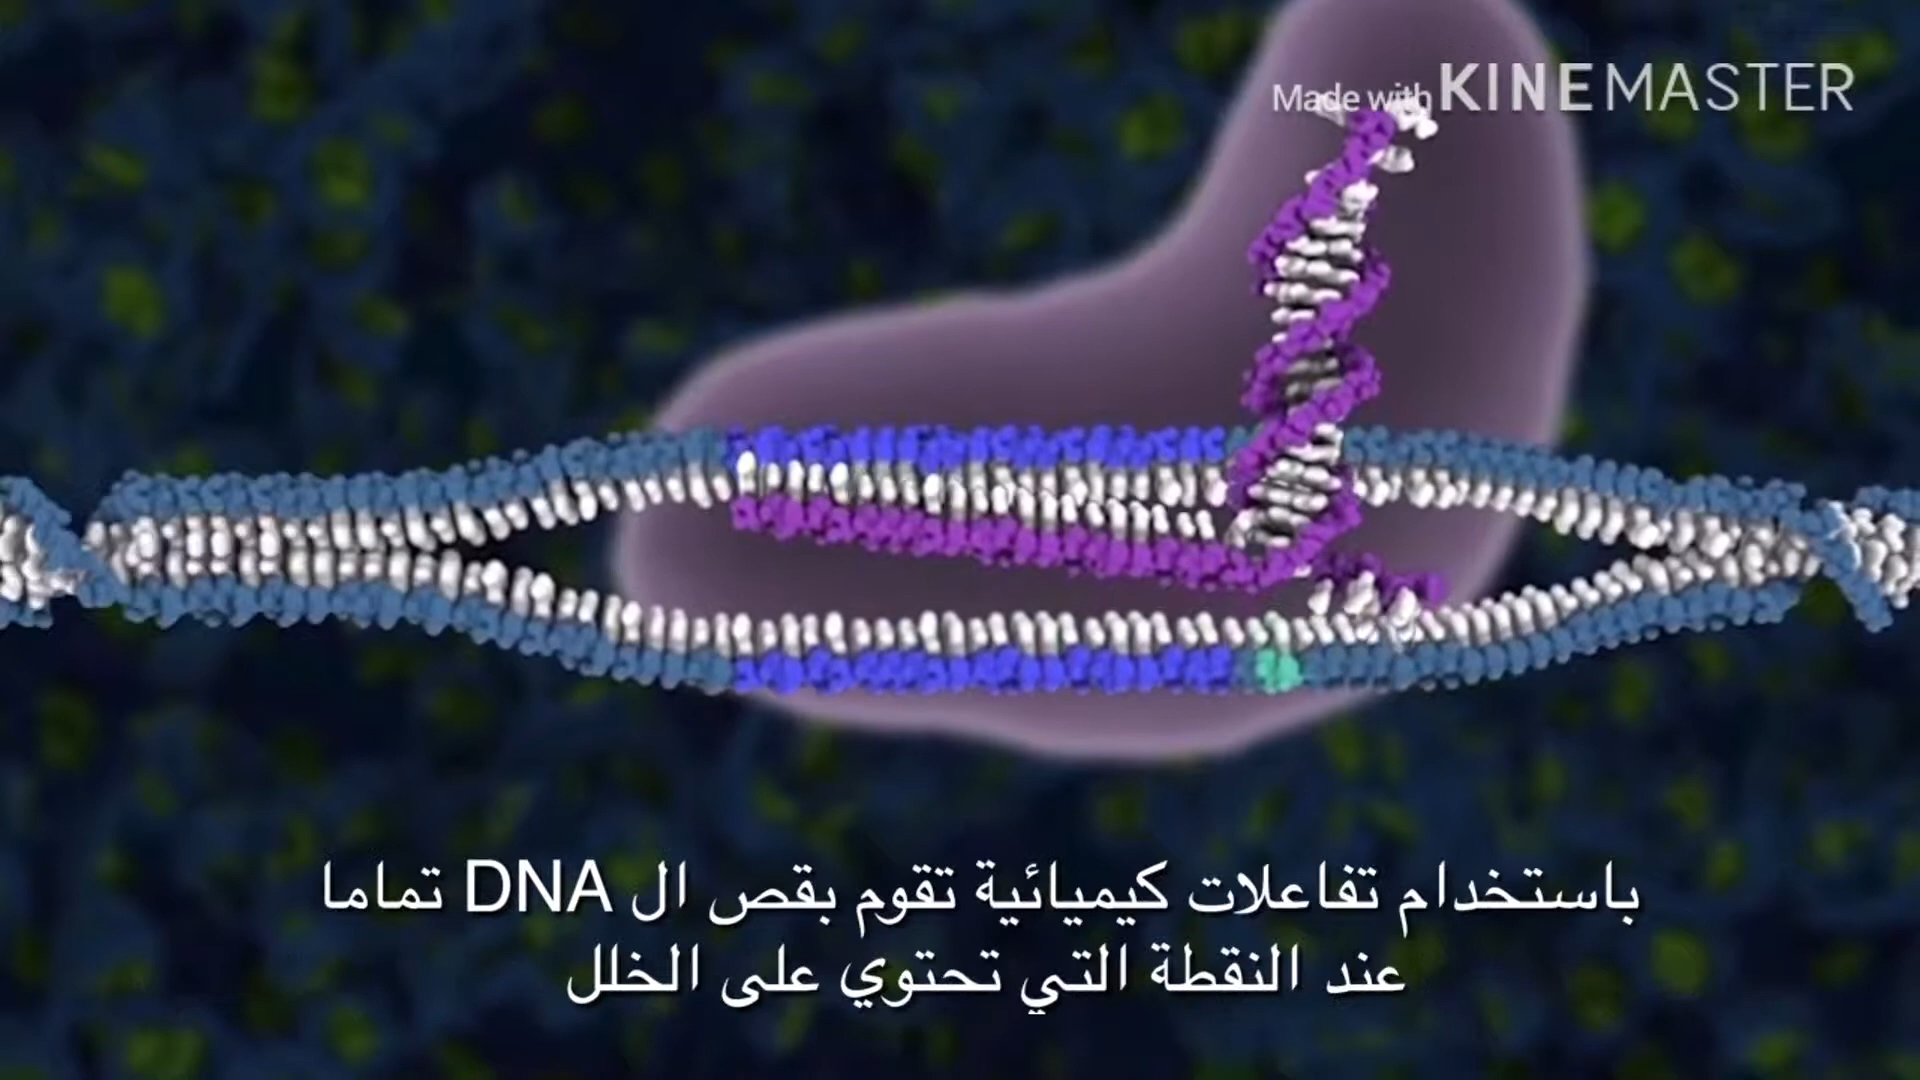 Made with KINEMASTER
باستخدام تفاعلات كيميائية تقوم بقص ال DNA تماما
عند النقطة التي تحتوي على الخلل